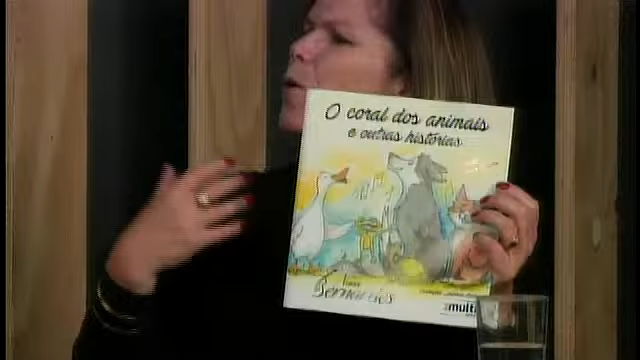 O coral dos animais
e outras histórias
Bernardes
multi